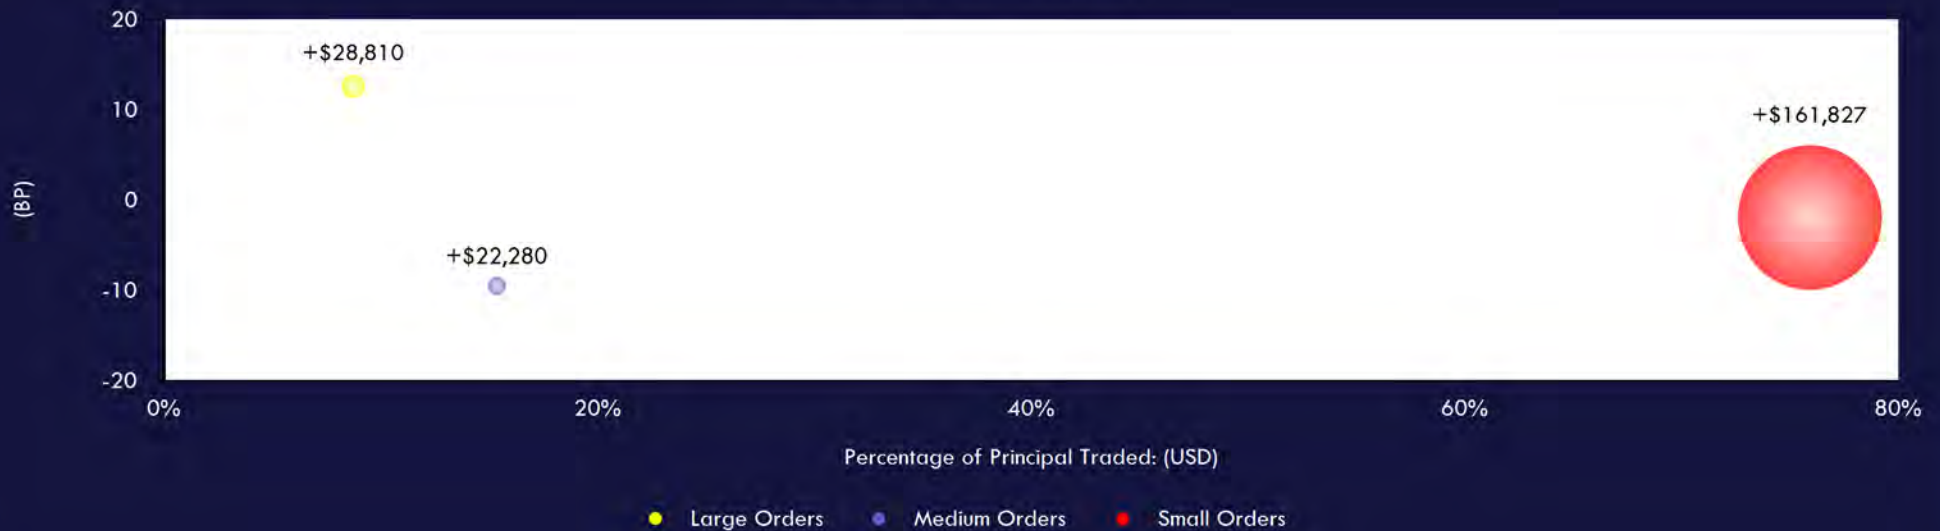 20
+$28,810
10
+$161,827
(BP)
0
+$22,280
-10
-20
0%
20%
40%
60%
80%
Percentage of Principal Traded: (USD)
Large Orders
Medium Orders
Small Orders